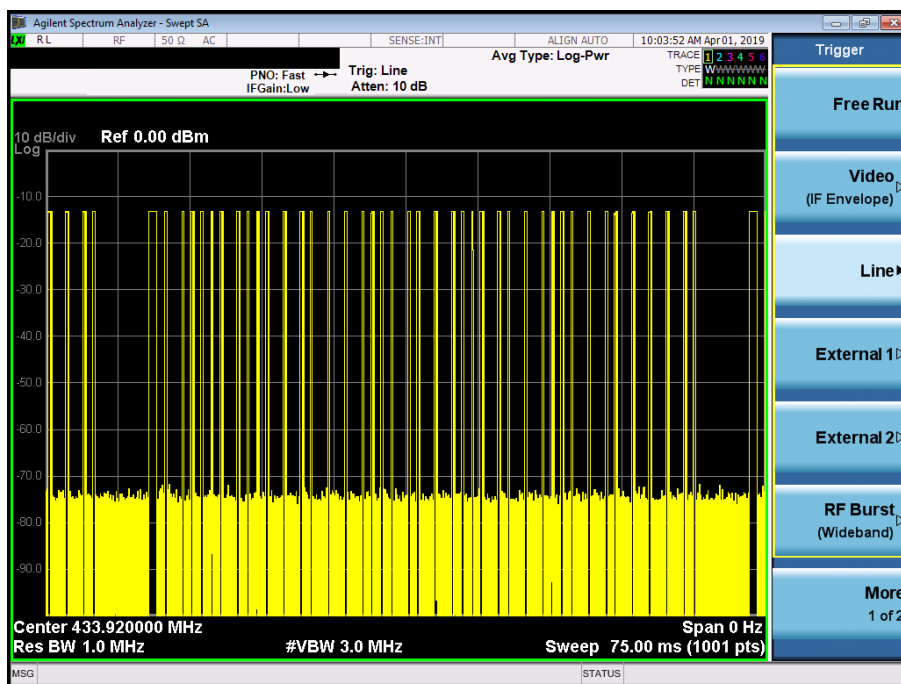 Agilent Spectrum Analyzer - Swept SA
LXI RL RF 50 Ω AC SENSE:INT ALIGN AUTO 10:03:52 AM Apr 01, 2019
Trigger
PNO: Fast
IFGain:Low
Trig: Line
Atten: 10 dB
Avg Type: Log-Pwr
TRACE 1 2 3 4 5 6
TYPE WWWWWW
DET N N N N N N
10 dB/div Ref 0.00 dBm
Log
-10.0
-20.0
-30.0
-40.0
-50.0
-60.0
-70.0
-80.0
-90.0
Center 433.920000 MHz Span 0 Hz
Res BW 1.0 MHz #VBW 3.0 MHz Sweep 75.00 ms (1001 pts)
MSG STATUS
Free Run
Video
(IF Envelope)
Line
External 1
External 2
RF Burst
(Wideband)
More
1 of 2